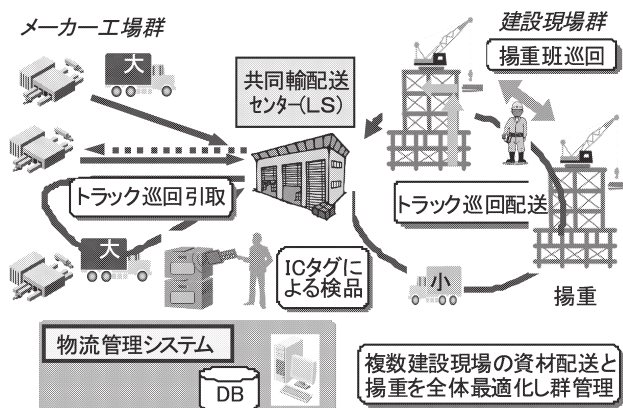 メーカー工場群
建設現場群
大
揚重班巡回
共同輸配送
センター(LS)
トラック巡回引取
トラック巡回配送
大
ICタグに
よる検品
小
揚重
物流管理システム
DB
複数建設現場の資材配送と
揚重を全体最適化し群管理